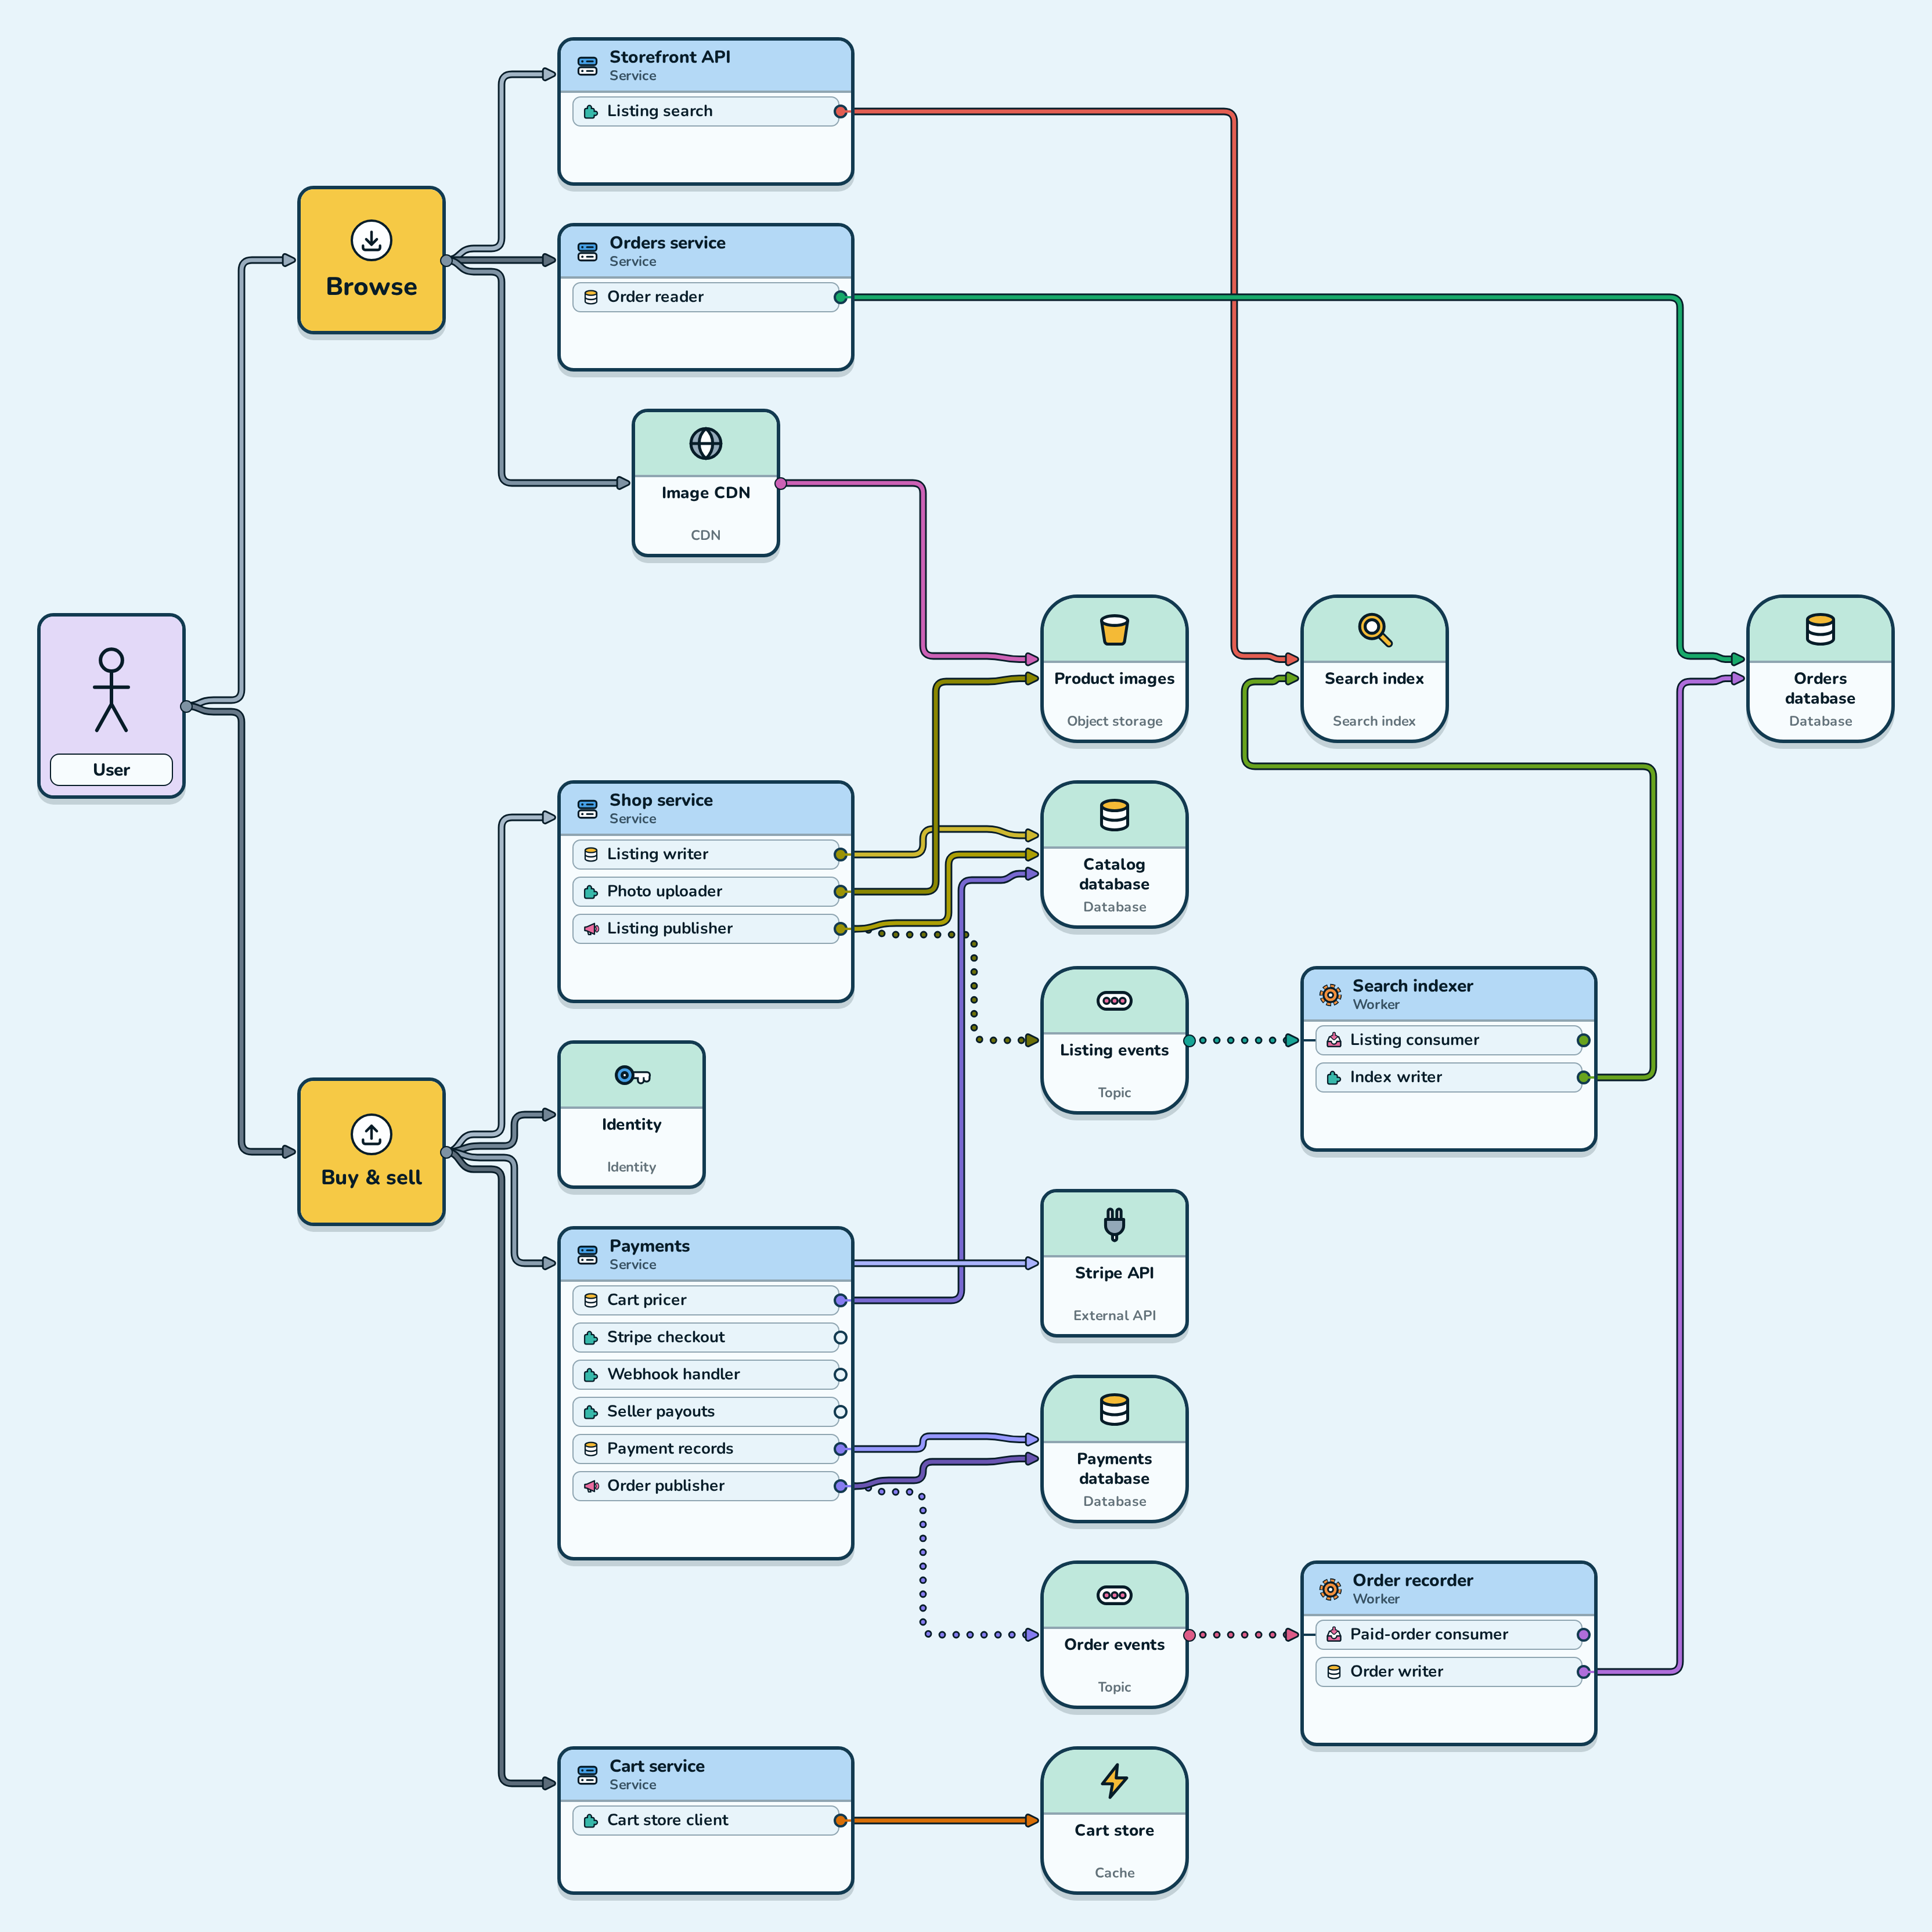 Storefront API
Service
Listing search
Browse
Orders service
Service
Order reader
Image CDN
CDN
User
Product images
Object storage
Search index
Search index
Orders
database
Database
Shop service
Service
Listing writer
Photo uploader
Listing publisher
Catalog
database
Database
Listing events
Topic
Search indexer
Worker
Listing consumer
Index writer
Buy & sell
Identity
Identity
Payments
Service
Cart pricer
Stripe checkout
Webhook handler
Seller payouts
Payment records
Order publisher
Stripe API
External API
Payments
database
Database
Order events
Topic
Order recorder
Worker
Paid-order consumer
Order writer
Cart service
Service
Cart store client
Cart store
Cache